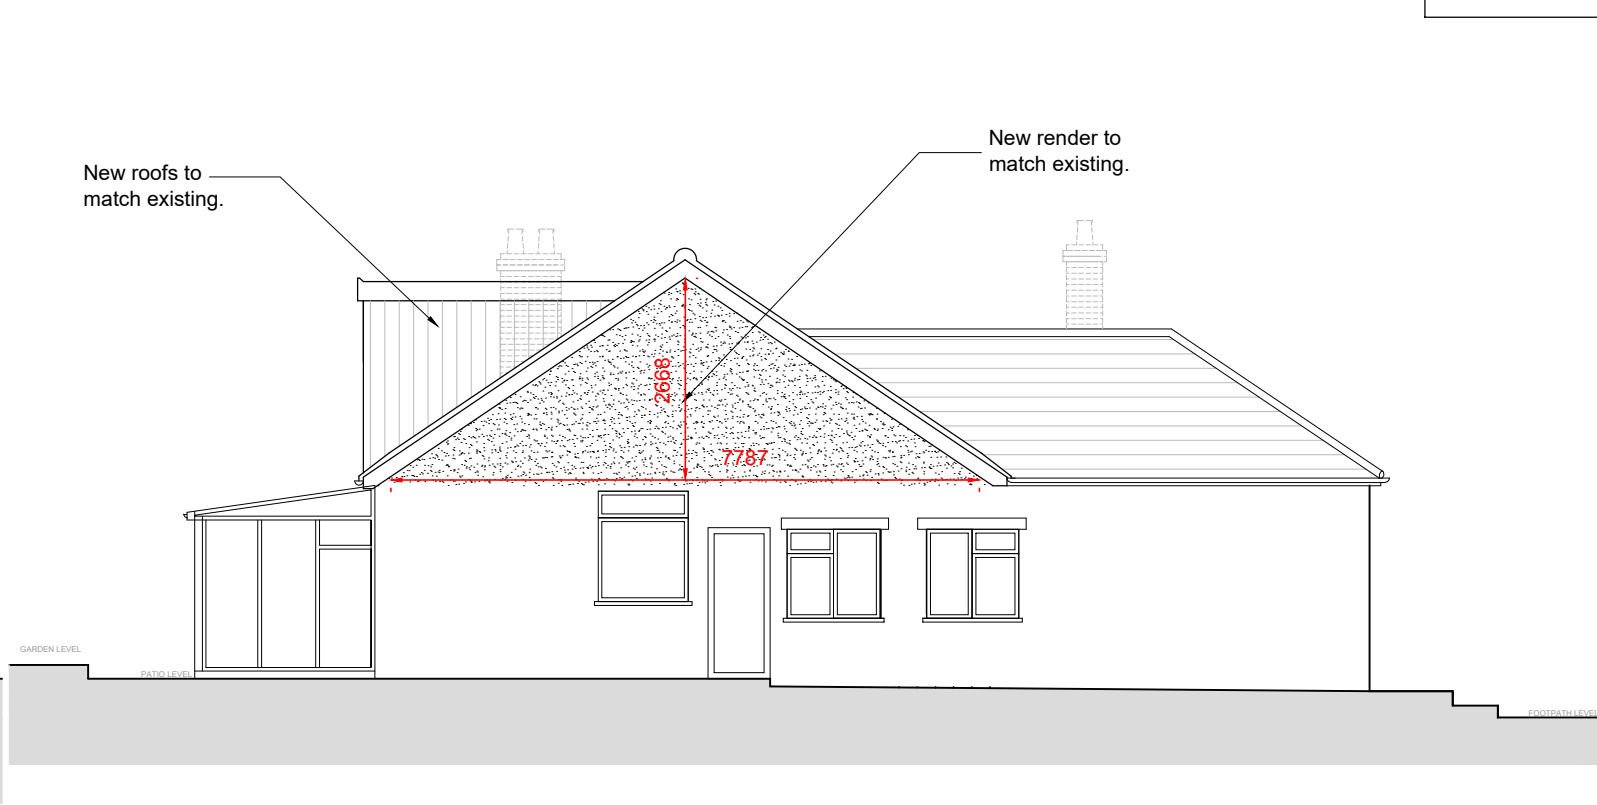 New render to
match existing.
New roofs to
match existing.
2668
7787
GARDEN LEVEL
PATIO LEVEL
FOOTPATH LEVEL